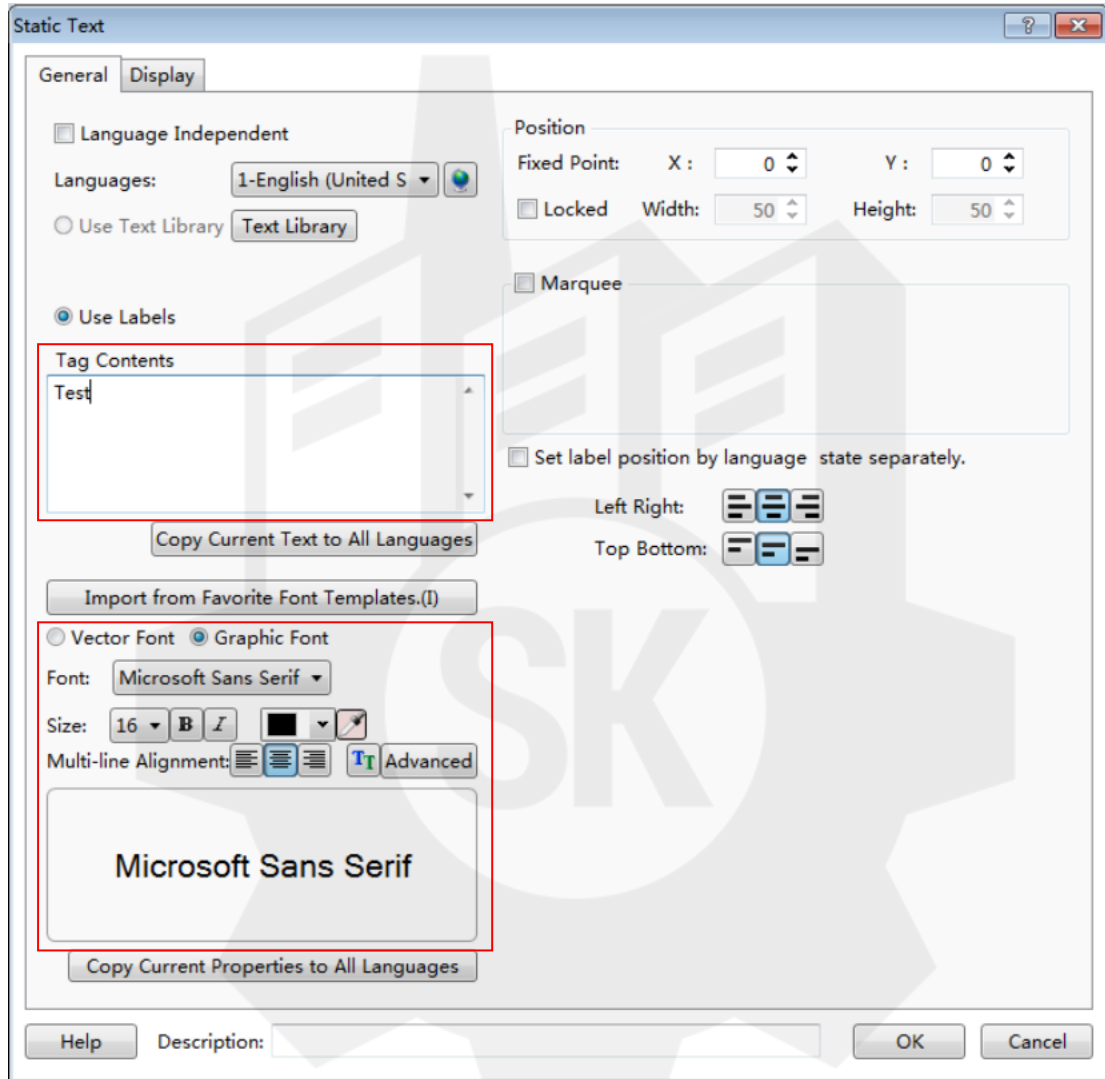 Static Text
General Display
Language Independent
Languages: 1-English (United S
Use Text Library Text Library
Use Labels
Tag Contents
Test
Copy Current Text to All Languages
Import from Favorite Font Templates.(I)
Vector Font Graphic Font
Font: Microsoft Sans Serif
Size: 16 B I
Multi-line Alignment: TT Advanced
Microsoft Sans Serif
Copy Current Properties to All Languages
Position
Fixed Point: X : 0 Y : 0
Locked Width: 50 Height: 50
Marquee
Set label position by language state separately.
Left Right:
Top Bottom:
SK
Help Description: OK Cancel